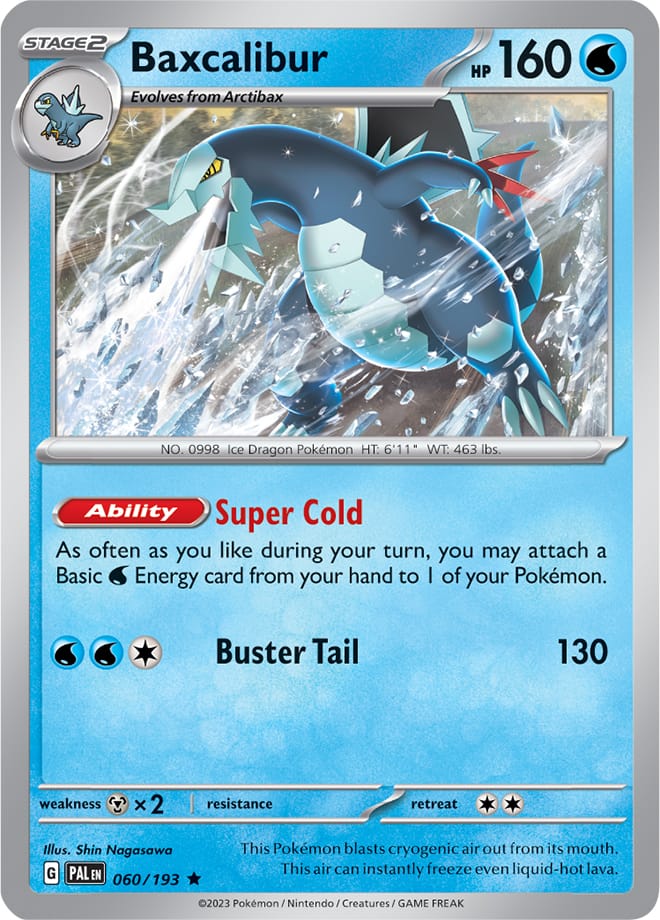 STAGE2
Baxcalibur
HP 160
Evolves from Arctibax
NO. 0998 Ice Dragon Pokémon HT: 6'11" WT: 463 lbs.
Ability Super Cold
As often as you like during your turn, you may attach a
Basic Energy card from your hand to 1 of your Pokémon.
Buster Tail 130
weakness ×2 resistance retreat
Illus. Shin Nagasawa
This Pokémon blasts cryogenic air out from its mouth.
This air can instantly freeze even liquid-hot lava.
G PAL EN 060/193 ★
©2023 Pokémon / Nintendo / Creatures / GAME FREAK